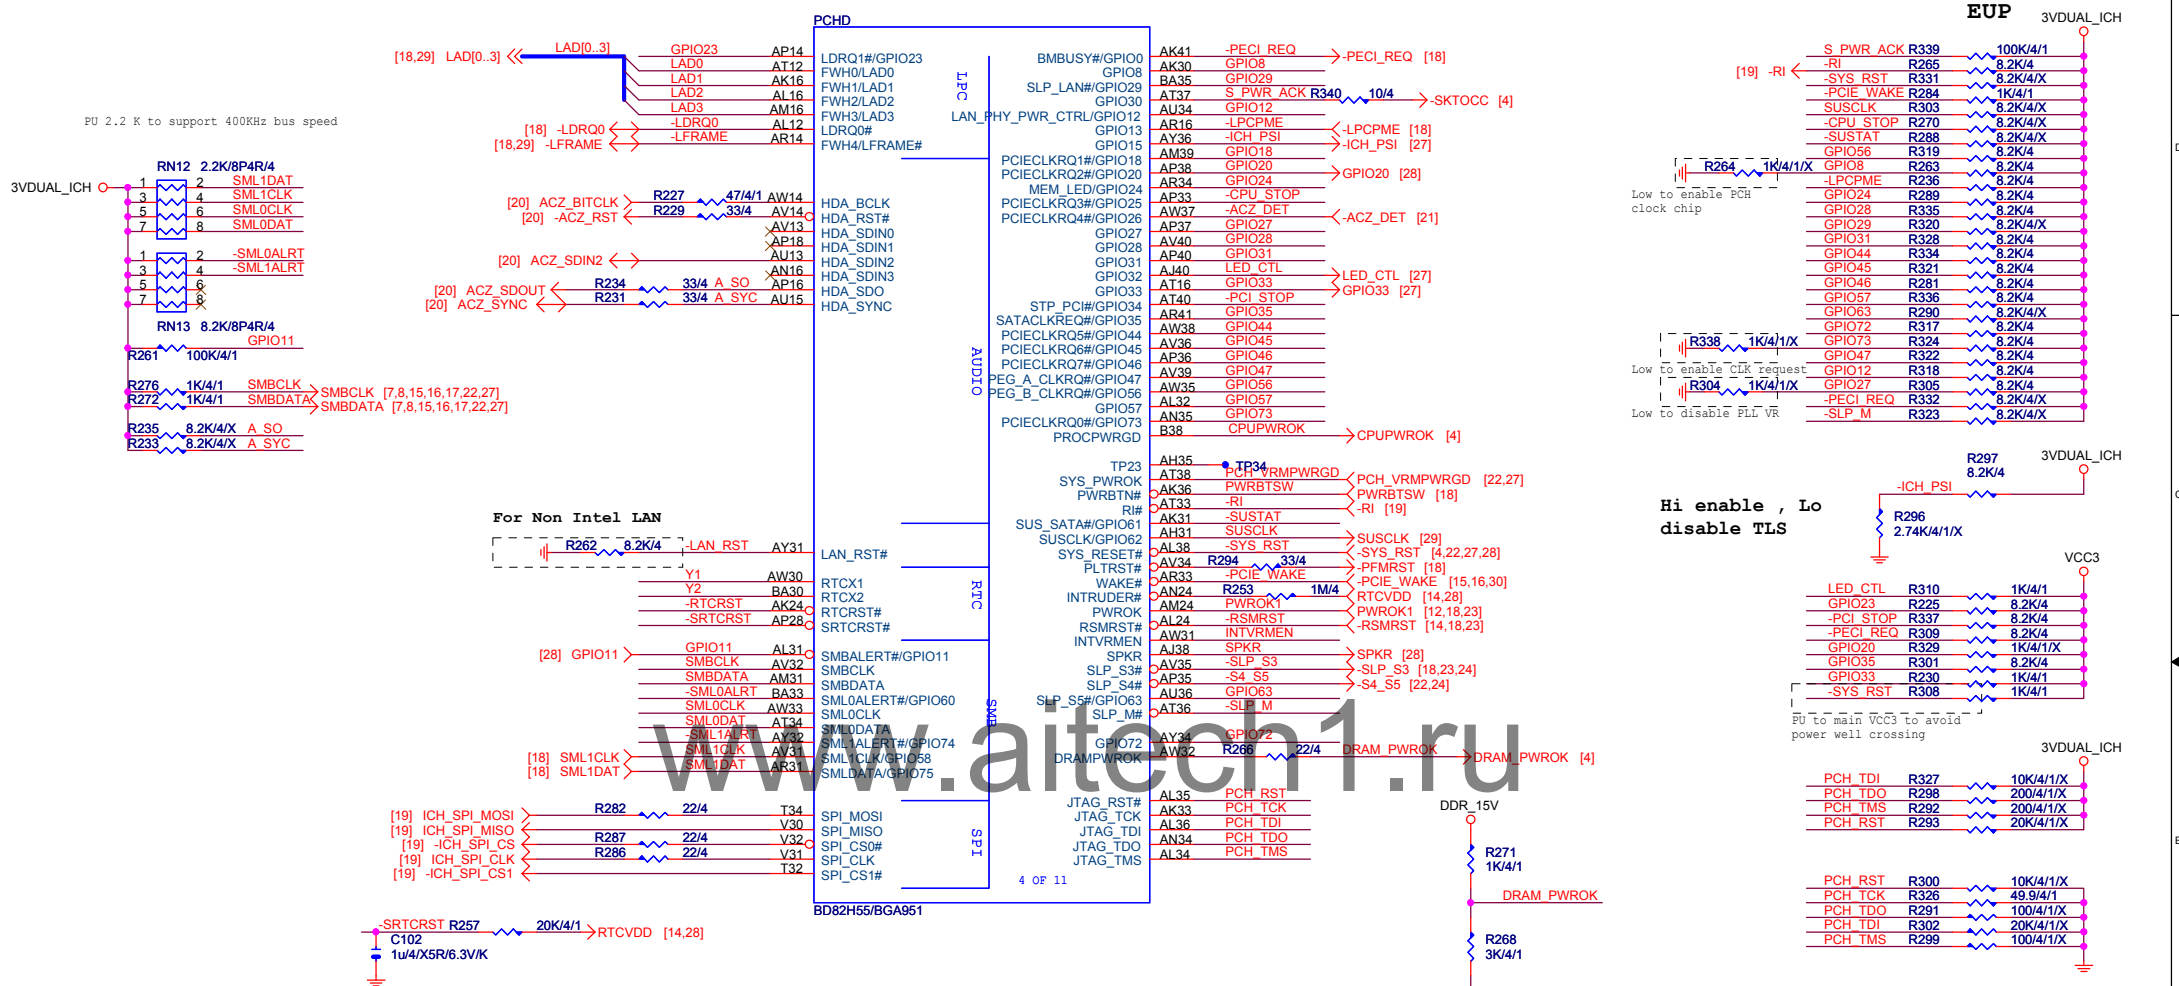 PCHD
EUP
3VDUAL_ICH
[18,29] LAD[0..3]
LAD[0..3]
GPIO23 AP14 LDRQ1#/GPIO23
LAD0 AT12 FWH0/LAD0
LAD1 AK16 FWH1/LAD1
LAD2 AL16 FWH2/LAD2
LAD3 AM16 FWH3/LAD3
[18] -LDRQ0 -LDRQ0 AL12 LDRQ0#
[18,29] -LFRAME -LFRAME AR14 FWH4/LFRAME#
LPC
PU 2.2 K to support 400KHz bus speed
RN12 2.2K/8P4R/4
3VDUAL_ICH
1 2 SML1DAT
3 4 SML1CLK
5 6 SML0CLK
7 8 SML0DAT
1 2 -SML0ALRT
3 4 -SML1ALRT
5 6
7 8
RN13 8.2K/8P4R/4
GPIO11
R261 100K/4/1
R276 1K/4/1 SMBCLK SMBCLK [7,8,15,16,17,22,27]
R272 1K/4/1 SMBDATA SMBDATA [7,8,15,16,17,22,27]
R235 8.2K/4/X A_SO
R233 8.2K/4/X A_SYC
[20] ACZ_BITCLK R227 47/4/1 AW14 HDA_BCLK
[20] -ACZ_RST R229 33/4 AV14 HDA_RST#
AV13 HDA_SDIN0
AP18 HDA_SDIN1
[20] ACZ_SDIN2 AU13 HDA_SDIN2
AN16 HDA_SDIN3
[20] ACZ_SDOUT R234 33/4 A_SO AP16 HDA_SDO
[20] ACZ_SYNC R231 33/4 A_SYC AU15 HDA_SYNC
AUDIO
For Non Intel LAN
R262 8.2K/4 -LAN_RST AY31 LAN_RST#
Y1 AW30 RTCX1
Y2 BA30 RTCX2
-RTCRST AK24 RTCRST#
-SRTCRST AP28 SRTCRST#
RTC
[28] GPIO11 GPIO11 AL31 SMBALERT#/GPIO11
SMBCLK AV32 SMBCLK
SMBDATA AM31 SMBDATA
-SML0ALRT BA33 SML0ALERT#/GPIO60
SML0CLK AW33 SML0CLK
SML0DAT AT34 SML0DATA
-SML1ALRT AY32 SML1ALERT#/GPIO74
[18] SML1CLK SML1CLK AV31 SML1CLK/GPIO58
[18] SML1DAT SML1DAT AR31 SMLDATA/GPIO75
SMB
[19] ICH_SPI_MOSI R282 22/4 T34 SPI_MOSI
[19] ICH_SPI_MISO V30 SPI_MISO
[19] -ICH_SPI_CS R287 22/4 V32 SPI_CS0#
[19] ICH_SPI_CLK R286 22/4 V31 SPI_CLK
[19] -ICH_SPI_CS1 T32 SPI_CS1#
SPI
4 OF 11
BD82H55/BGA951
-SRTCRST R257 20K/4/1 RTCVDD [14,28]
C102
1u/4/X5R/6.3V/K
BMBUSY#/GPIO0 AK41 -PECI_REQ -PECI_REQ [18]
GPIO8 AK30 GPIO8
SLP_LAN#/GPIO29 BA35 GPIO29
GPIO30 AT37 S_PWR_ACK R340 10/4 -SKTOCC [4]
LAN_PHY_PWR_CTRL/GPIO12 AU34 GPIO12
GPIO13 AR16 -LPCPME -LPCPME [18]
GPIO15 AY36 -ICH_PSI -ICH_PSI [27]
PCIECLKRQ1#/GPIO18 AM39 GPIO18
PCIECLKRQ2#/GPIO20 AP38 GPIO20 GPIO20 [28]
MEM_LED/GPIO24 AR34 GPIO24
PCIECLKRQ3#/GPIO25 AP33 -CPU_STOP
PCIECLKRQ4#/GPIO26 AW37 -ACZ_DET -ACZ_DET [21]
GPIO27 AP37 GPIO27
GPIO28 AV40 GPIO28
GPIO31 AP40 GPIO31
GPIO32 AJ40 LED_CTL LED_CTL [27]
GPIO33 AT16 GPIO33 GPIO33 [27]
STP_PCI#/GPIO34 AT40 -PCI_STOP
SATACLKREQ#/GPIO35 AR41 GPIO35
PCIECLKRQ5#/GPIO44 AW38 GPIO44
PCIECLKRQ6#/GPIO45 AV36 GPIO45
PCIECLKRQ7#/GPIO46 AP36 GPIO46
PEG_A_CLKRQ#/GPIO47 AV39 GPIO47
PEG_B_CLKRQ#/GPIO56 AW35 GPIO56
GPIO57 AL32 GPIO57
PCIECLKRQ0#/GPIO73 AN35 GPIO73
PROCPWRGD B38 CPUPWROK CPUPWROK [4]
TP23 AH35 TP34
SYS_PWROK AT38 PCH_VRMPWRGD PCH_VRMPWRGD [22,27]
PWRBTN# AK36 PWRBTSW PWRBTSW [18]
RI# AT33 -RI -RI [19]
SUS_SATA#/GPIO61 AK31 -SUSTAT
SUSCLK/GPIO62 AH31 SUSCLK SUSCLK [29]
SYS_RESET# AL38 -SYS_RST -SYS_RST [4,22,27,28]
PLTRST# AV34 R294 33/4 -PFMRST [18]
WAKE# AR33 -PCIE_WAKE -PCIE_WAKE [15,16,30]
INTRUDER# AN24 R253 1M/4 RTCVDD [14,28]
PWROK AM24 PWROK1 PWROK1 [12,18,23]
RSMRST# AL24 -RSMRST -RSMRST [14,18,23]
INTVRMEN AW31 INTVRMEN
SPKR AJ38 SPKR SPKR [28]
SLP_S3# AV35 -SLP_S3 -SLP_S3 [18,23,24]
SLP_S4# AP35 -S4_S5 -S4_S5 [22,24]
SLP_S5#/GPIO63 AU36 GPIO63
SLP_M# AT36 -SLP_M
GPIO72 AY34 GPIO72
DRAMPWROK AW32 R266 22/4 DRAM_PWROK DRAM_PWROK [4]
JTAG_RST# AL35 PCH_RST
JTAG_TCK AK33 PCH_TCK
JTAG_TDI AL36 PCH_TDI
JTAG_TDO AN34 PCH_TDO
JTAG_TMS AL34 PCH_TMS
www.aitech1.ru
DDR_15V
R271
1K/4/1
DRAM_PWROK
R268
3K/4/1
S_PWR_ACK R339 100K/4/1
[19] -RI -RI R265 8.2K/4
-SYS_RST R331 8.2K/4/X
-PCIE_WAKE R284 1K/4/1
SUSCLK R303 8.2K/4/X
-CPU_STOP R270 8.2K/4/X
-SUSTAT R288 8.2K/4/X
GPIO56 R319 8.2K/4
R264 1K/4/1/X GPIO8 R263 8.2K/4
-LPCPME R236 8.2K/4
Low to enable PCH
clock chip
GPIO24 R289 8.2K/4
GPIO28 R335 8.2K/4
GPIO29 R320 8.2K/4/X
GPIO31 R328 8.2K/4
GPIO44 R334 8.2K/4
GPIO45 R321 8.2K/4
GPIO46 R281 8.2K/4
GPIO57 R336 8.2K/4
GPIO63 R290 8.2K/4/X
GPIO72 R317 8.2K/4
R338 1K/4/1/X GPIO73 R324 8.2K/4
GPIO47 R322 8.2K/4
Low to enable CLK request
GPIO12 R318 8.2K/4
R304 1K/4/1/X GPIO27 R305 8.2K/4
-PECI_REQ R332 8.2K/4/X
Low to disable PLL VR
-SLP_M R323 8.2K/4/X
R297
8.2K/4
3VDUAL_ICH
-ICH_PSI
Hi enable , Lo
disable TLS
R296
2.74K/4/1/X
VCC3
LED_CTL R310 1K/4/1
GPIO23 R225 8.2K/4
-PCI_STOP R337 8.2K/4
-PECI_REQ R309 8.2K/4
GPIO20 R329 1K/4/1/X
GPIO35 R301 8.2K/4
GPIO33 R230 1K/4/1
-SYS_RST R308 1K/4/1
PU to main VCC3 to avoid
power well crossing
3VDUAL_ICH
PCH_TDI R327 10K/4/1/X
PCH_TDO R298 200/4/1/X
PCH_TMS R292 200/4/1/X
PCH_RST R293 20K/4/1/X
PCH_RST R300 10K/4/1/X
PCH_TCK R326 49.9/4/1
PCH_TDO R291 100/4/1/X
PCH_TDI R302 20K/4/1/X
PCH_TMS R299 100/4/1/X